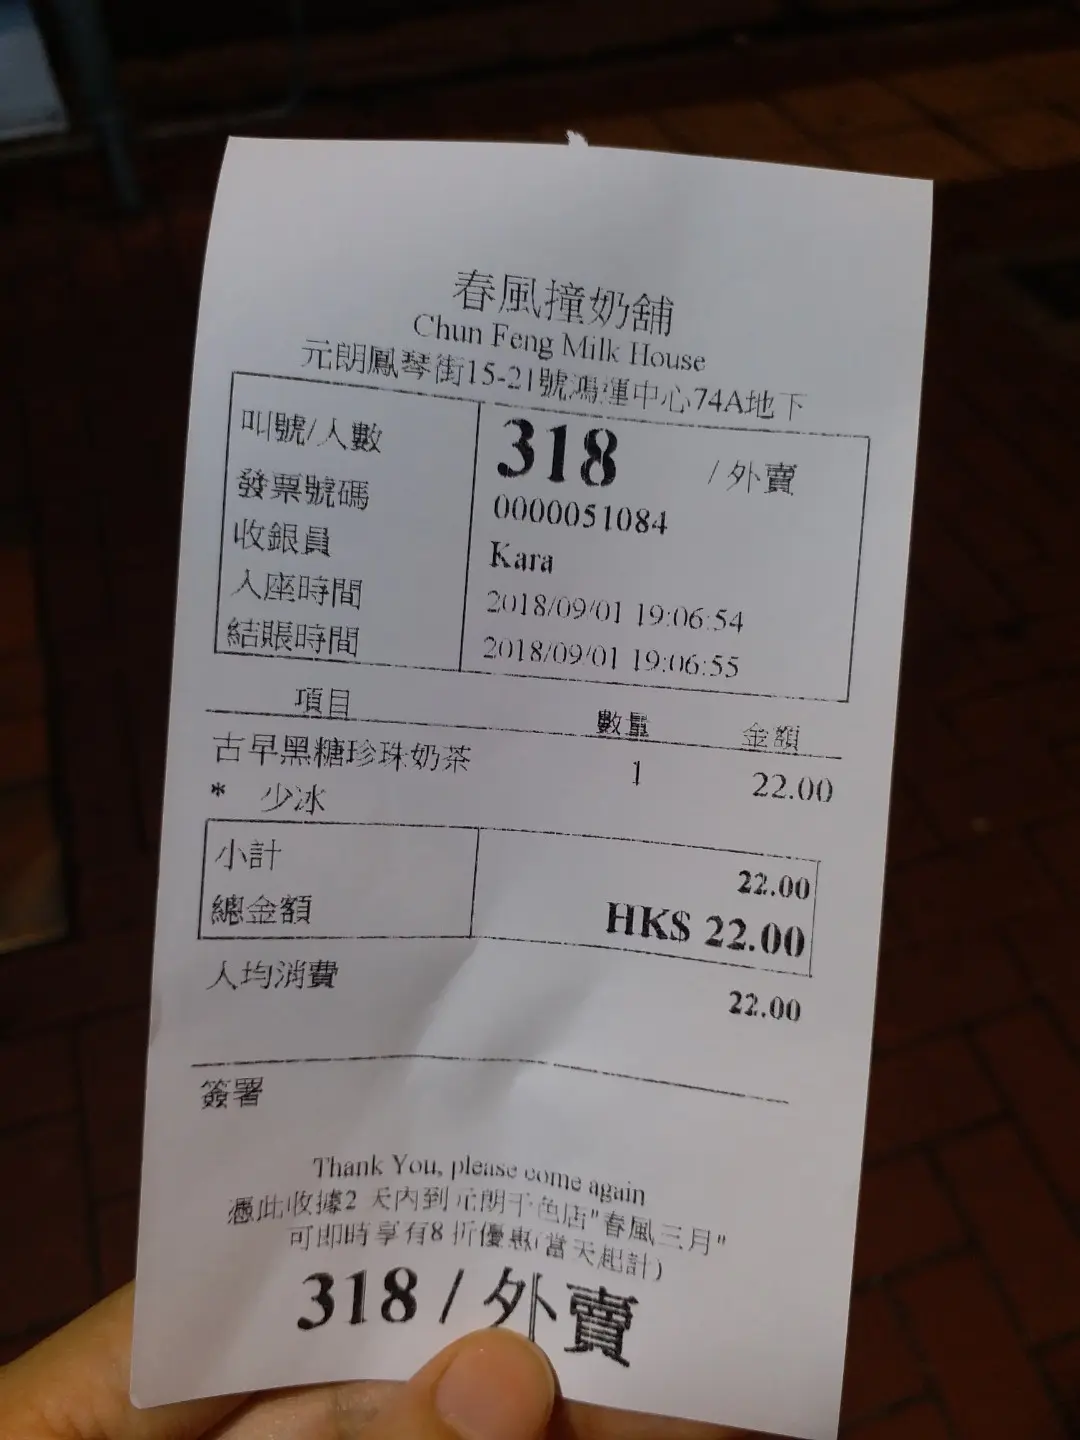 春風撞奶舖
Chun Feng Milk House
元朗鳳琴街15-21號鴻運中心74A地下
叫號/人數 318 /外賣
發票號碼 0000051084
收銀員 Kara
入座時間 2018/09/01 19:06:54
結賬時間 2018/09/01 19:06:55
項目 數量 金額
古早黑糖珍珠奶茶 1 22.00
* 少冰
小計 22.00
總金額 HK$ 22.00
人均消費 22.00
簽署
Thank You, please come again
憑此收據2 天內到元朗千色店"春風三月"
可即時享有8 折優惠(當天起計)
318 / 外賣